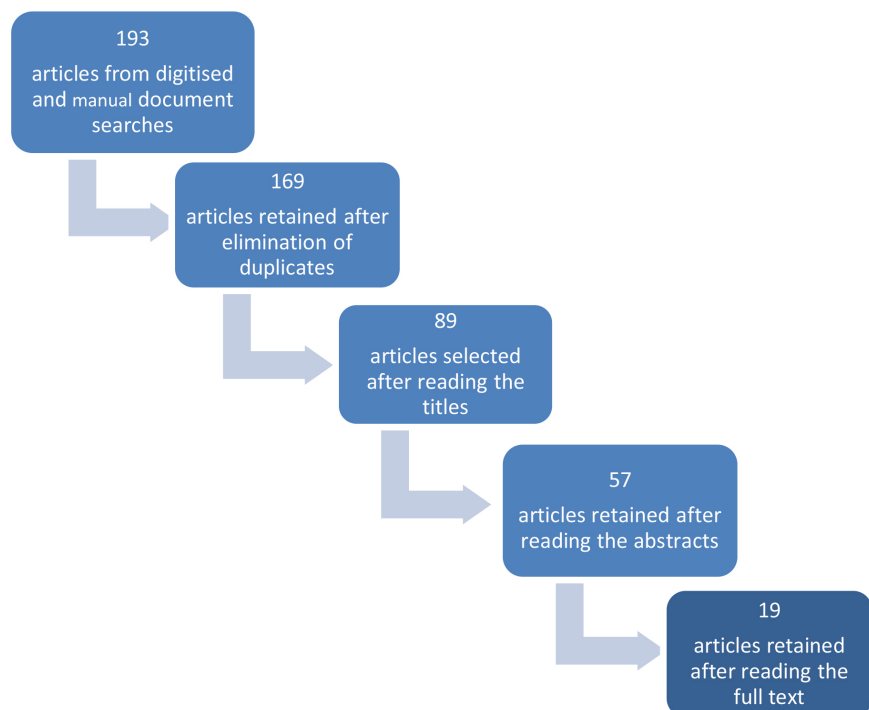 193
articles from digitised
and manual document
searches
169
articles retained after
elimination of
duplicates
89
articles selected
after reading the
titles
57
articles retained after
reading the abstracts
19
articles retained
after reading the
full text